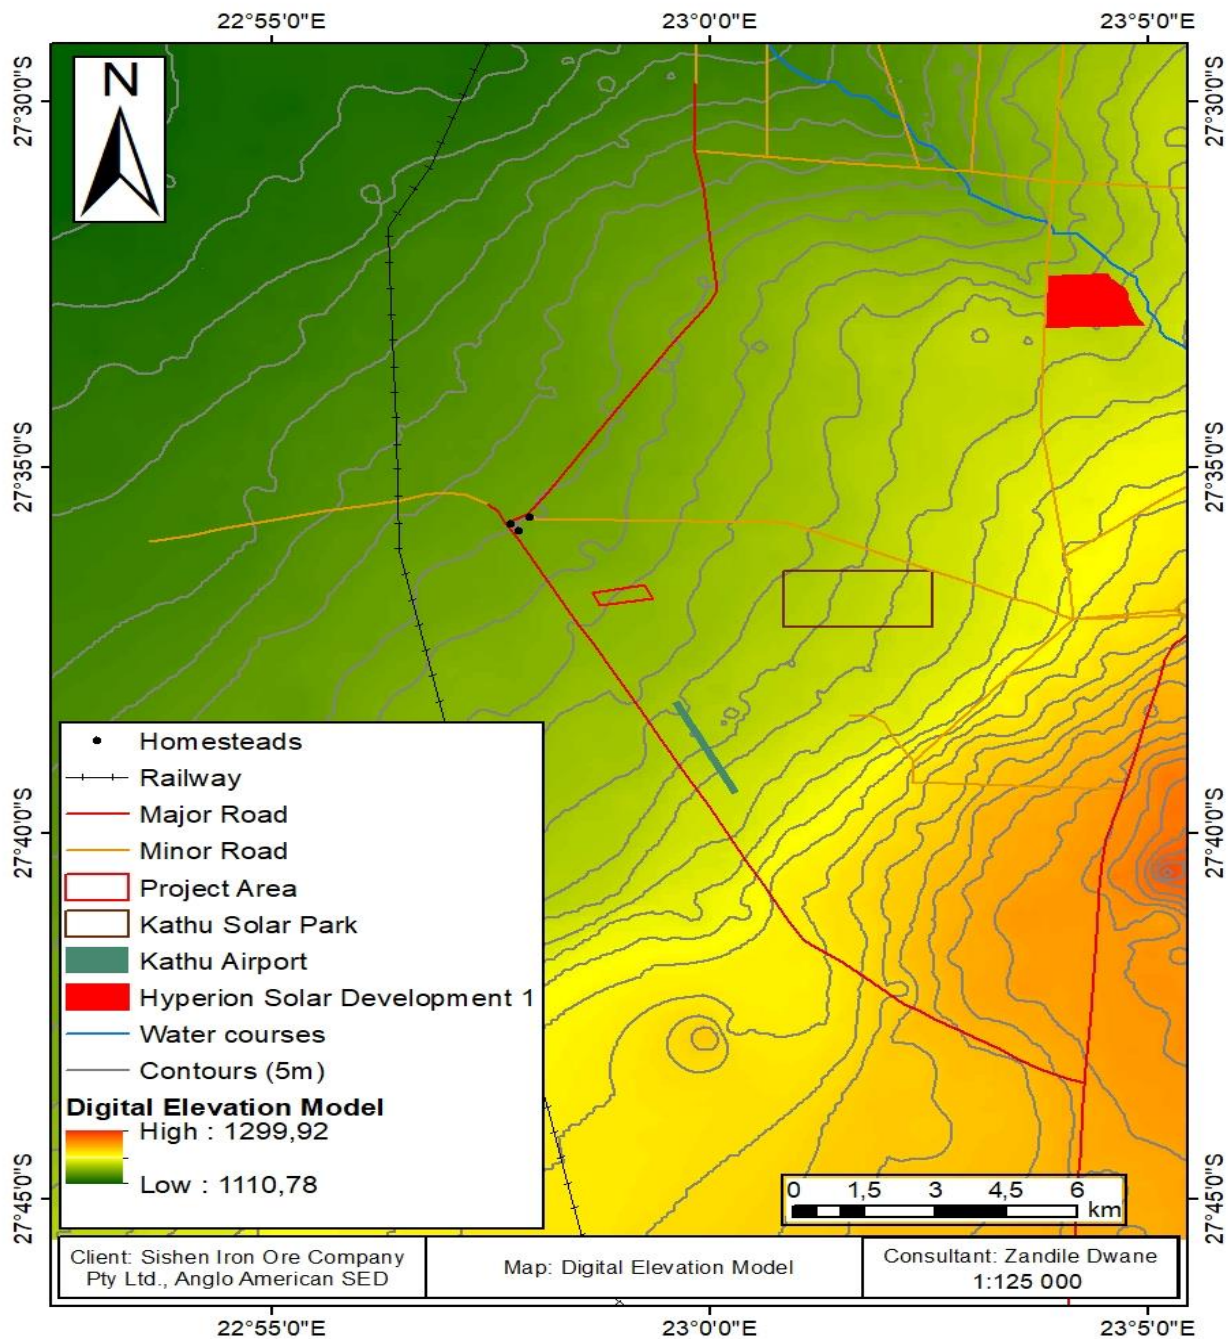 22°55'0"E
23°0'0"E
23°5'0"E
27°30'0"S
27°30'0"S
N
27°35'0"S
27°35'0"S
27°40'0"S
27°40'0"S
27°45'0"S
27°45'0"S
Homesteads
Railway
Major Road
Minor Road
Project Area
Kathu Solar Park
Kathu Airport
Hyperion Solar Development 1
Water courses
Contours (5m)
Digital Elevation Model
High : 1299,92
Low : 1110,78
0 1,5 3 4,5 6
km
Client: Sishen Iron Ore Company
Pty Ltd., Anglo American SED
Map: Digital Elevation Model
Consultant: Zandile Dwane
1:125 000
22°55'0"E
23°0'0"E
23°5'0"E